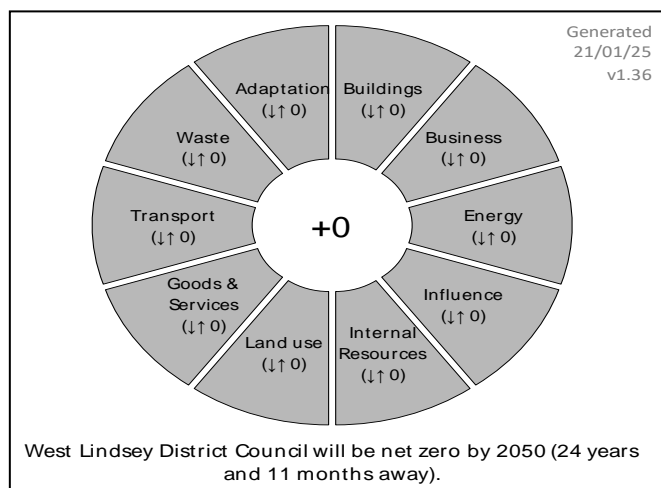 Generated
21/01/25
v1.36
Adaptation
(↓↑ 0)
Buildings
(↓↑ 0)
Waste
(↓↑ 0)
Business
(↓↑ 0)
Transport
(↓↑ 0)
+0
Energy
(↓↑ 0)
Goods &
Services
(↓↑ 0)
Influence
(↓↑ 0)
Land use
(↓↑ 0)
Internal
Resources
(↓↑ 0)
West Lindsey District Council will be net zero by 2050 (24 years
and 11 months away).